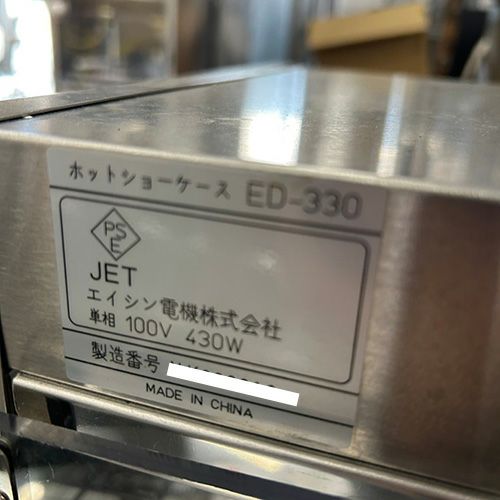 ホットショーケース ED-330
PS
E
JET
エイシン電機株式会社
単相 100V 430W
製造番号
MADE IN CHINA